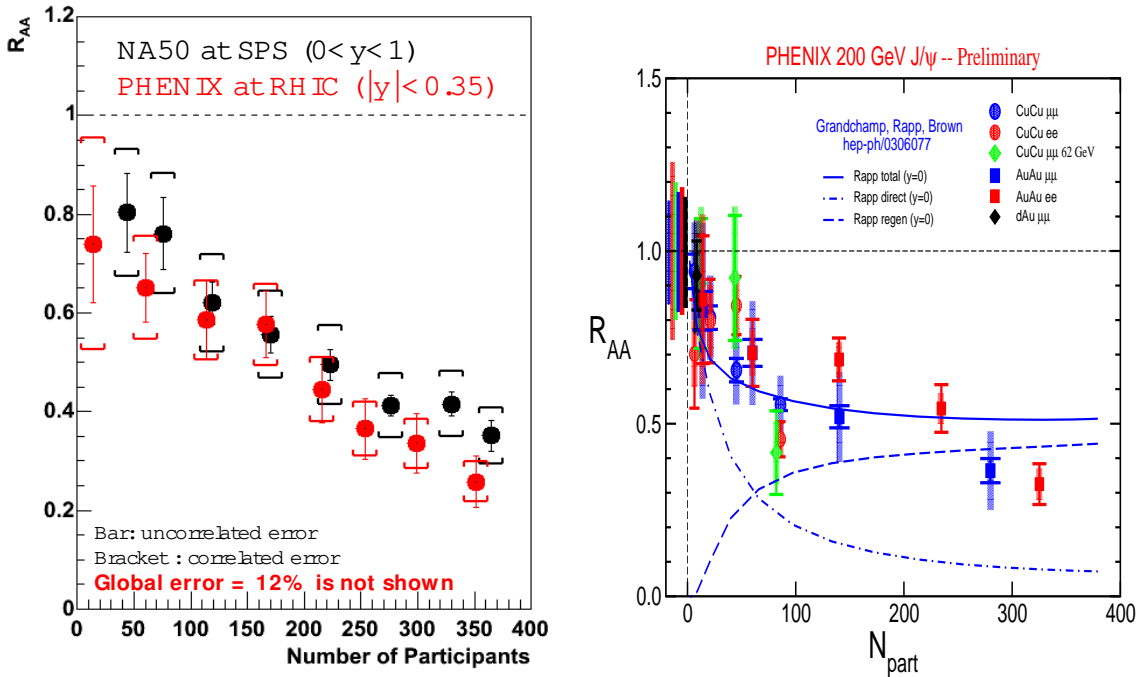 R_AA
1.2
1
0.8
0.6
0.4
0.2
0
NA50 at SPS (0<y<1)
PHENIX at RHIC (|y|<0.35)
Bar: uncorrelated error
Bracket : correlated error
Global error = 12% is not shown
0 50 100 150 200 250 300 350 400
Number of Participants
PHENIX 200 GeV J/ψ -- Preliminary
1.5
1.0
0.5
0.0
R_AA
Grandchamp, Rapp, Brown
hep-ph/0306077
Rapp total (y=0)
Rapp direct (y=0)
Rapp regen (y=0)
CuCu μμ
CuCu ee
CuCu μμ 62 GeV
AuAu μμ
AuAu ee
dAu μμ
0 100 200 300
N_part